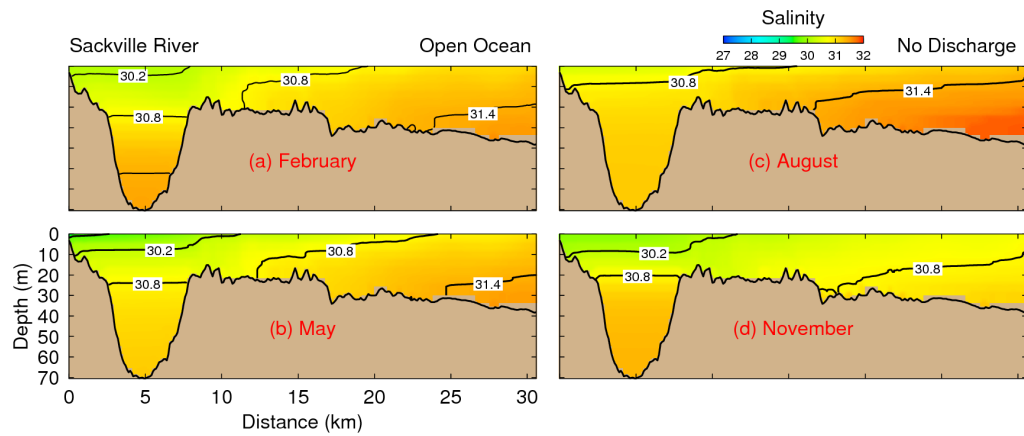 Salinity
Sackville River
Open Ocean
No Discharge
27 28 29 30 31 32
30.2
30.8
30.8
31.4
(a) February
30.8
31.4
(c) August
0
10
20
30
40
50
60
70
Depth (m)
30.2
30.8
30.8
31.4
(b) May
30.2
30.8
30.8
(d) November
0 5 10 15 20 25 30
Distance (km)